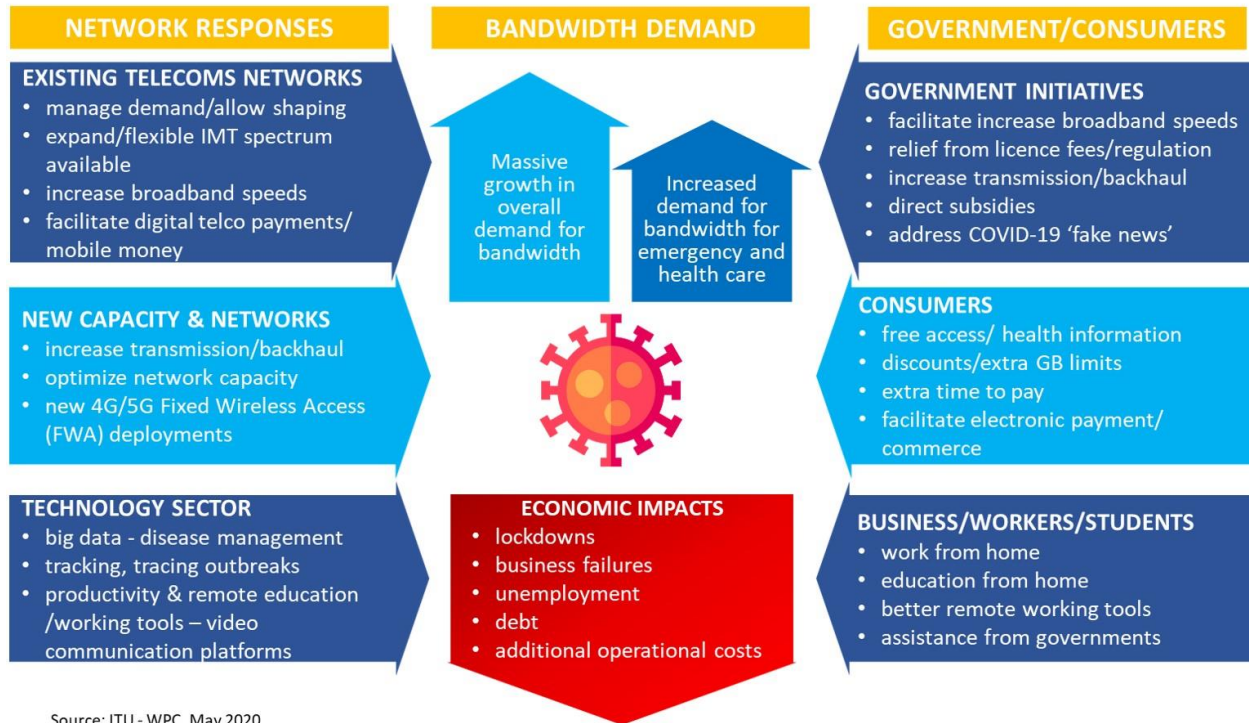 NETWORK RESPONSES
EXISTING TELECOMS NETWORKS
• manage demand/allow shaping
• expand/flexible IMT spectrum
available
• increase broadband speeds
• facilitate digital telco payments/
mobile money
NEW CAPACITY & NETWORKS
• increase transmission/backhaul
• optimize network capacity
• new 4G/5G Fixed Wireless Access
(FWA) deployments
TECHNOLOGY SECTOR
• big data - disease management
• tracking, tracing outbreaks
• productivity & remote education
/working tools – video
communication platforms
BANDWIDTH DEMAND
Massive
growth in
overall
demand for
bandwidth
Increased
demand for
bandwidth for
emergency and
health care
ECONOMIC IMPACTS
• lockdowns
• business failures
• unemployment
• debt
• additional operational costs
GOVERNMENT/CONSUMERS
GOVERNMENT INITIATIVES
• facilitate increase broadband speeds
• relief from licence fees/regulation
• increase transmission/backhaul
• direct subsidies
• address COVID-19 ‘fake news’
CONSUMERS
• free access/ health information
• discounts/extra GB limits
• extra time to pay
• facilitate electronic payment/
commerce
BUSINESS/WORKERS/STUDENTS
• work from home
• education from home
• better remote working tools
• assistance from governments
Source: ITU - WPC, May 2020